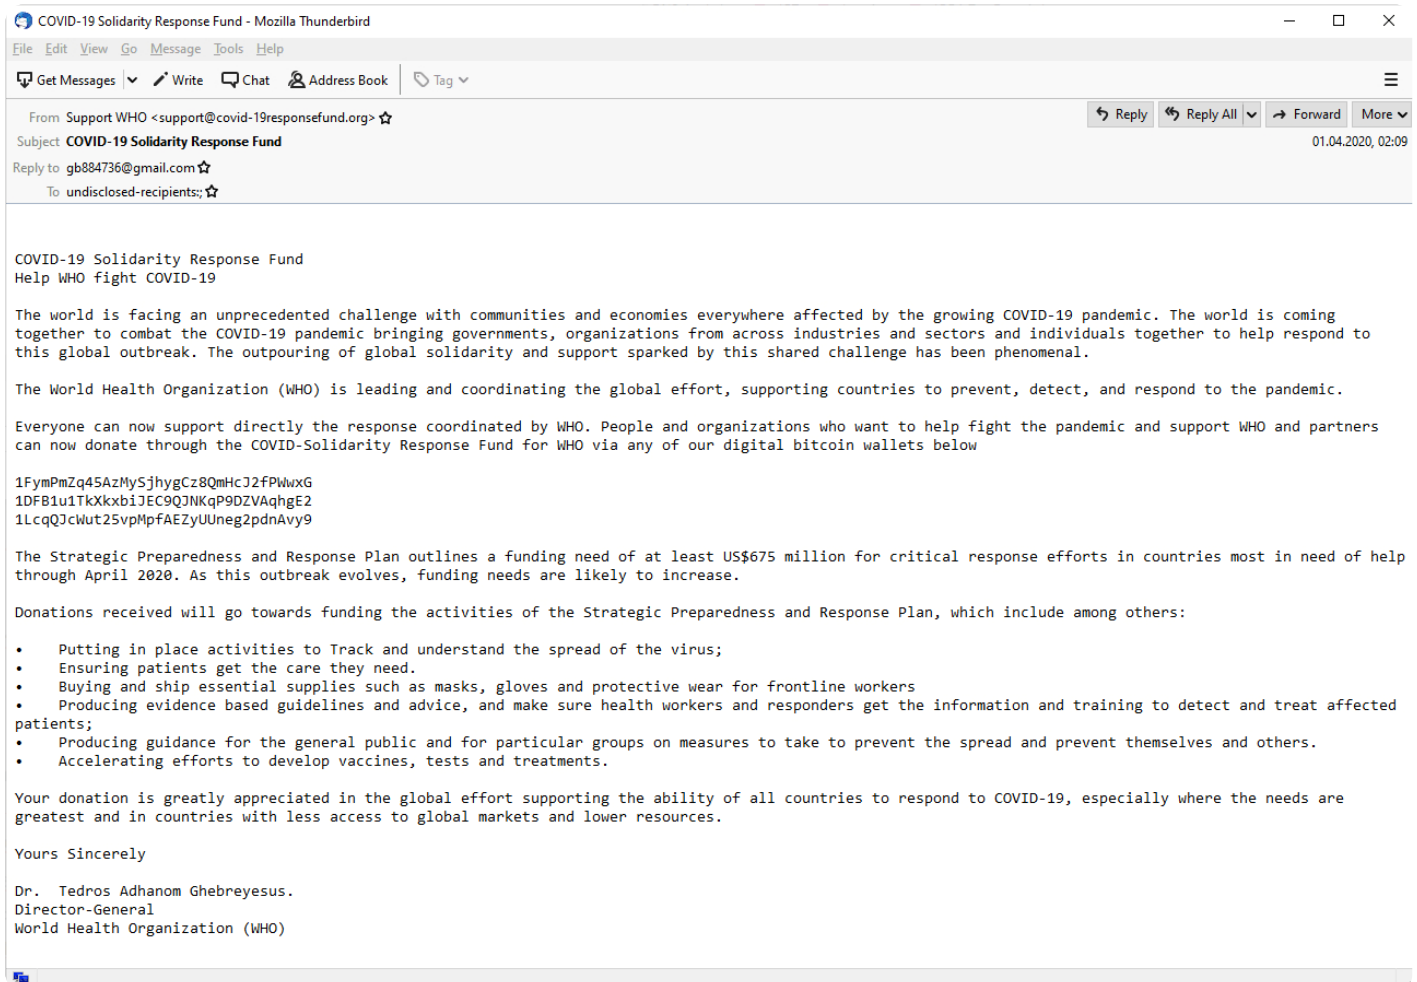 COVID-19 Solidarity Response Fund - Mozilla Thunderbird
File Edit View Go Message Tools Help
Get Messages Write Chat Address Book Tag
From Support WHO <support@covid-19responsefund.org>
Reply Reply All Forward More
Subject COVID-19 Solidarity Response Fund
01.04.2020, 02:09
Reply to gb884736@gmail.com
To undisclosed-recipients:;
COVID-19 Solidarity Response Fund
Help WHO fight COVID-19
The world is facing an unprecedented challenge with communities and economies everywhere affected by the growing COVID-19 pandemic. The world is coming
together to combat the COVID-19 pandemic bringing governments, organizations from across industries and sectors and individuals together to help respond to
this global outbreak. The outpouring of global solidarity and support sparked by this shared challenge has been phenomenal.
The World Health Organization (WHO) is leading and coordinating the global effort, supporting countries to prevent, detect, and respond to the pandemic.
Everyone can now support directly the response coordinated by WHO. People and organizations who want to help fight the pandemic and support WHO and partners
can now donate through the COVID-Solidarity Response Fund for WHO via any of our digital bitcoin wallets below
1FymPmZq45AzMySjhygCz8QmHcJ2fPWwxG
1DFB1u1TkXkxbiJEC9QJNKqP9DZVAqhgE2
1LcqQJcWut25vpMpfAEZyUUneg2pdnAvy9
The Strategic Preparedness and Response Plan outlines a funding need of at least US$675 million for critical response efforts in countries most in need of help
through April 2020. As this outbreak evolves, funding needs are likely to increase.
Donations received will go towards funding the activities of the Strategic Preparedness and Response Plan, which include among others:
• Putting in place activities to Track and understand the spread of the virus;
• Ensuring patients get the care they need.
• Buying and ship essential supplies such as masks, gloves and protective wear for frontline workers
• Producing evidence based guidelines and advice, and make sure health workers and responders get the information and training to detect and treat affected
patients;
• Producing guidance for the general public and for particular groups on measures to take to prevent the spread and prevent themselves and others.
• Accelerating efforts to develop vaccines, tests and treatments.
Your donation is greatly appreciated in the global effort supporting the ability of all countries to respond to COVID-19, especially where the needs are
greatest and in countries with less access to global markets and lower resources.
Yours Sincerely
Dr.  Tedros Adhanom Ghebreyesus.
Director-General
World Health Organization (WHO)